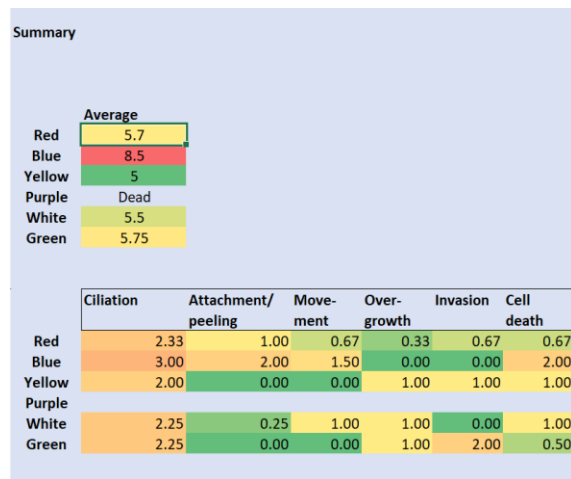 Summary
Average
Red 5.7
Blue 8.5
Yellow 5
Purple Dead
White 5.5
Green 5.75
Ciliation Attachment/ Move- Over- Invasion Cell
peeling ment growth death
Red 2.33 1.00 0.67 0.33 0.67 0.67
Blue 3.00 2.00 1.50 0.00 0.00 2.00
Yellow 2.00 0.00 0.00 1.00 1.00 1.00
Purple
White 2.25 0.25 1.00 1.00 0.00 1.00
Green 2.25 0.00 0.00 1.00 2.00 0.50